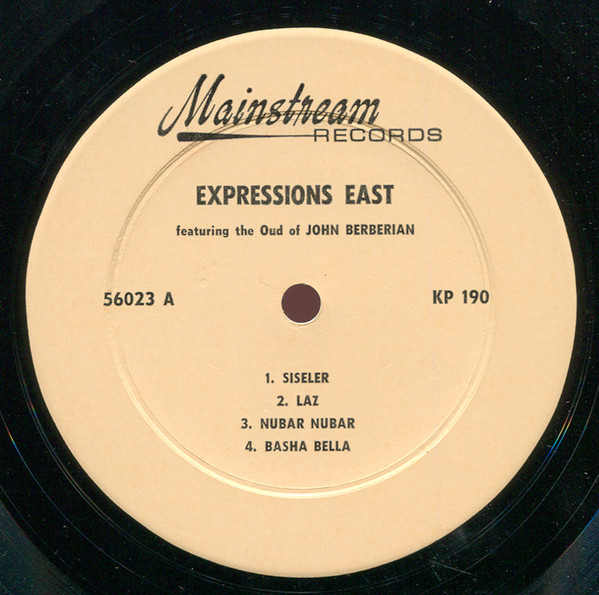 Mainstream
RECORDS
EXPRESSIONS EAST
featuring the Oud of JOHN BERBERIAN
56023 A KP 190
1. SISELER
2. LAZ
3. NUBAR NUBAR
4. BASHA BELLA